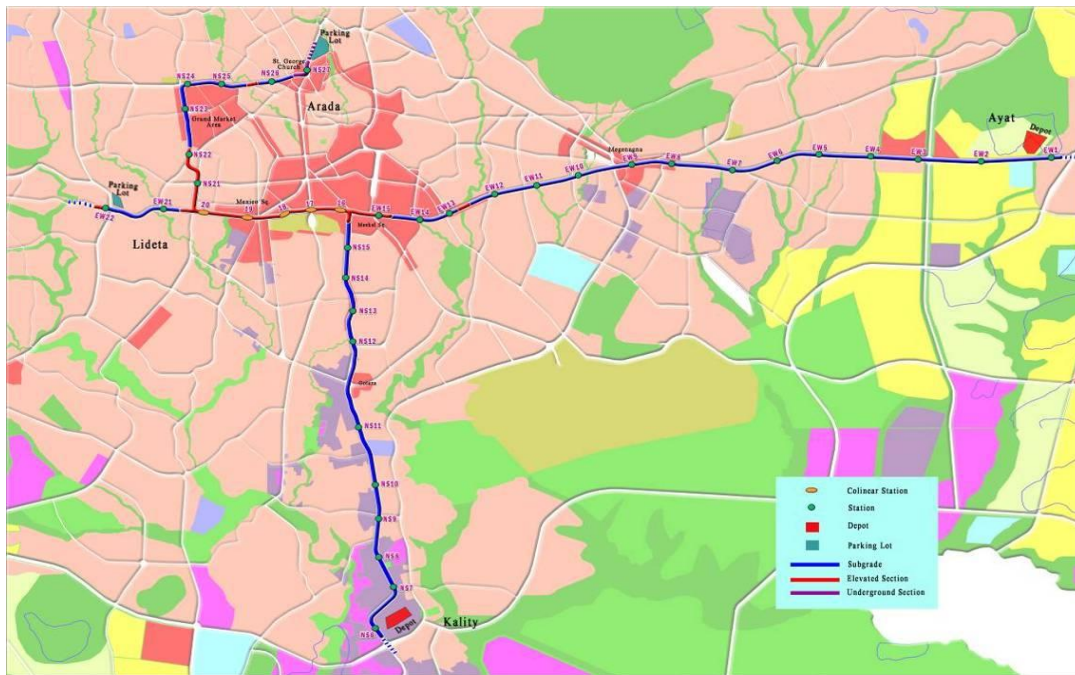 Parking
Lot
St. George
Church
NS27
NS26
NS25
NS24
NS23
Grand Market
Area
Arada
NS22
NS21
Ayat
Depot
EW1
EW2
EW3
EW4
EW5
EW6
EW7
EW8
EW9
Megenagna
EW10
EW11
EW12
EW13
EW14
EW15
Meskel Sq.
16
17
18
19
Mexico Sq.
20
EW21
EW22
Parking
Lot
Lideta
NS15
NS14
NS13
NS12
Gotera
NS11
NS10
NS9
NS8
NS7
NS6
Depot
Kality
Colinear Station
Station
Depot
Parking Lot
Subgrade
Elevated Section
Underground Section